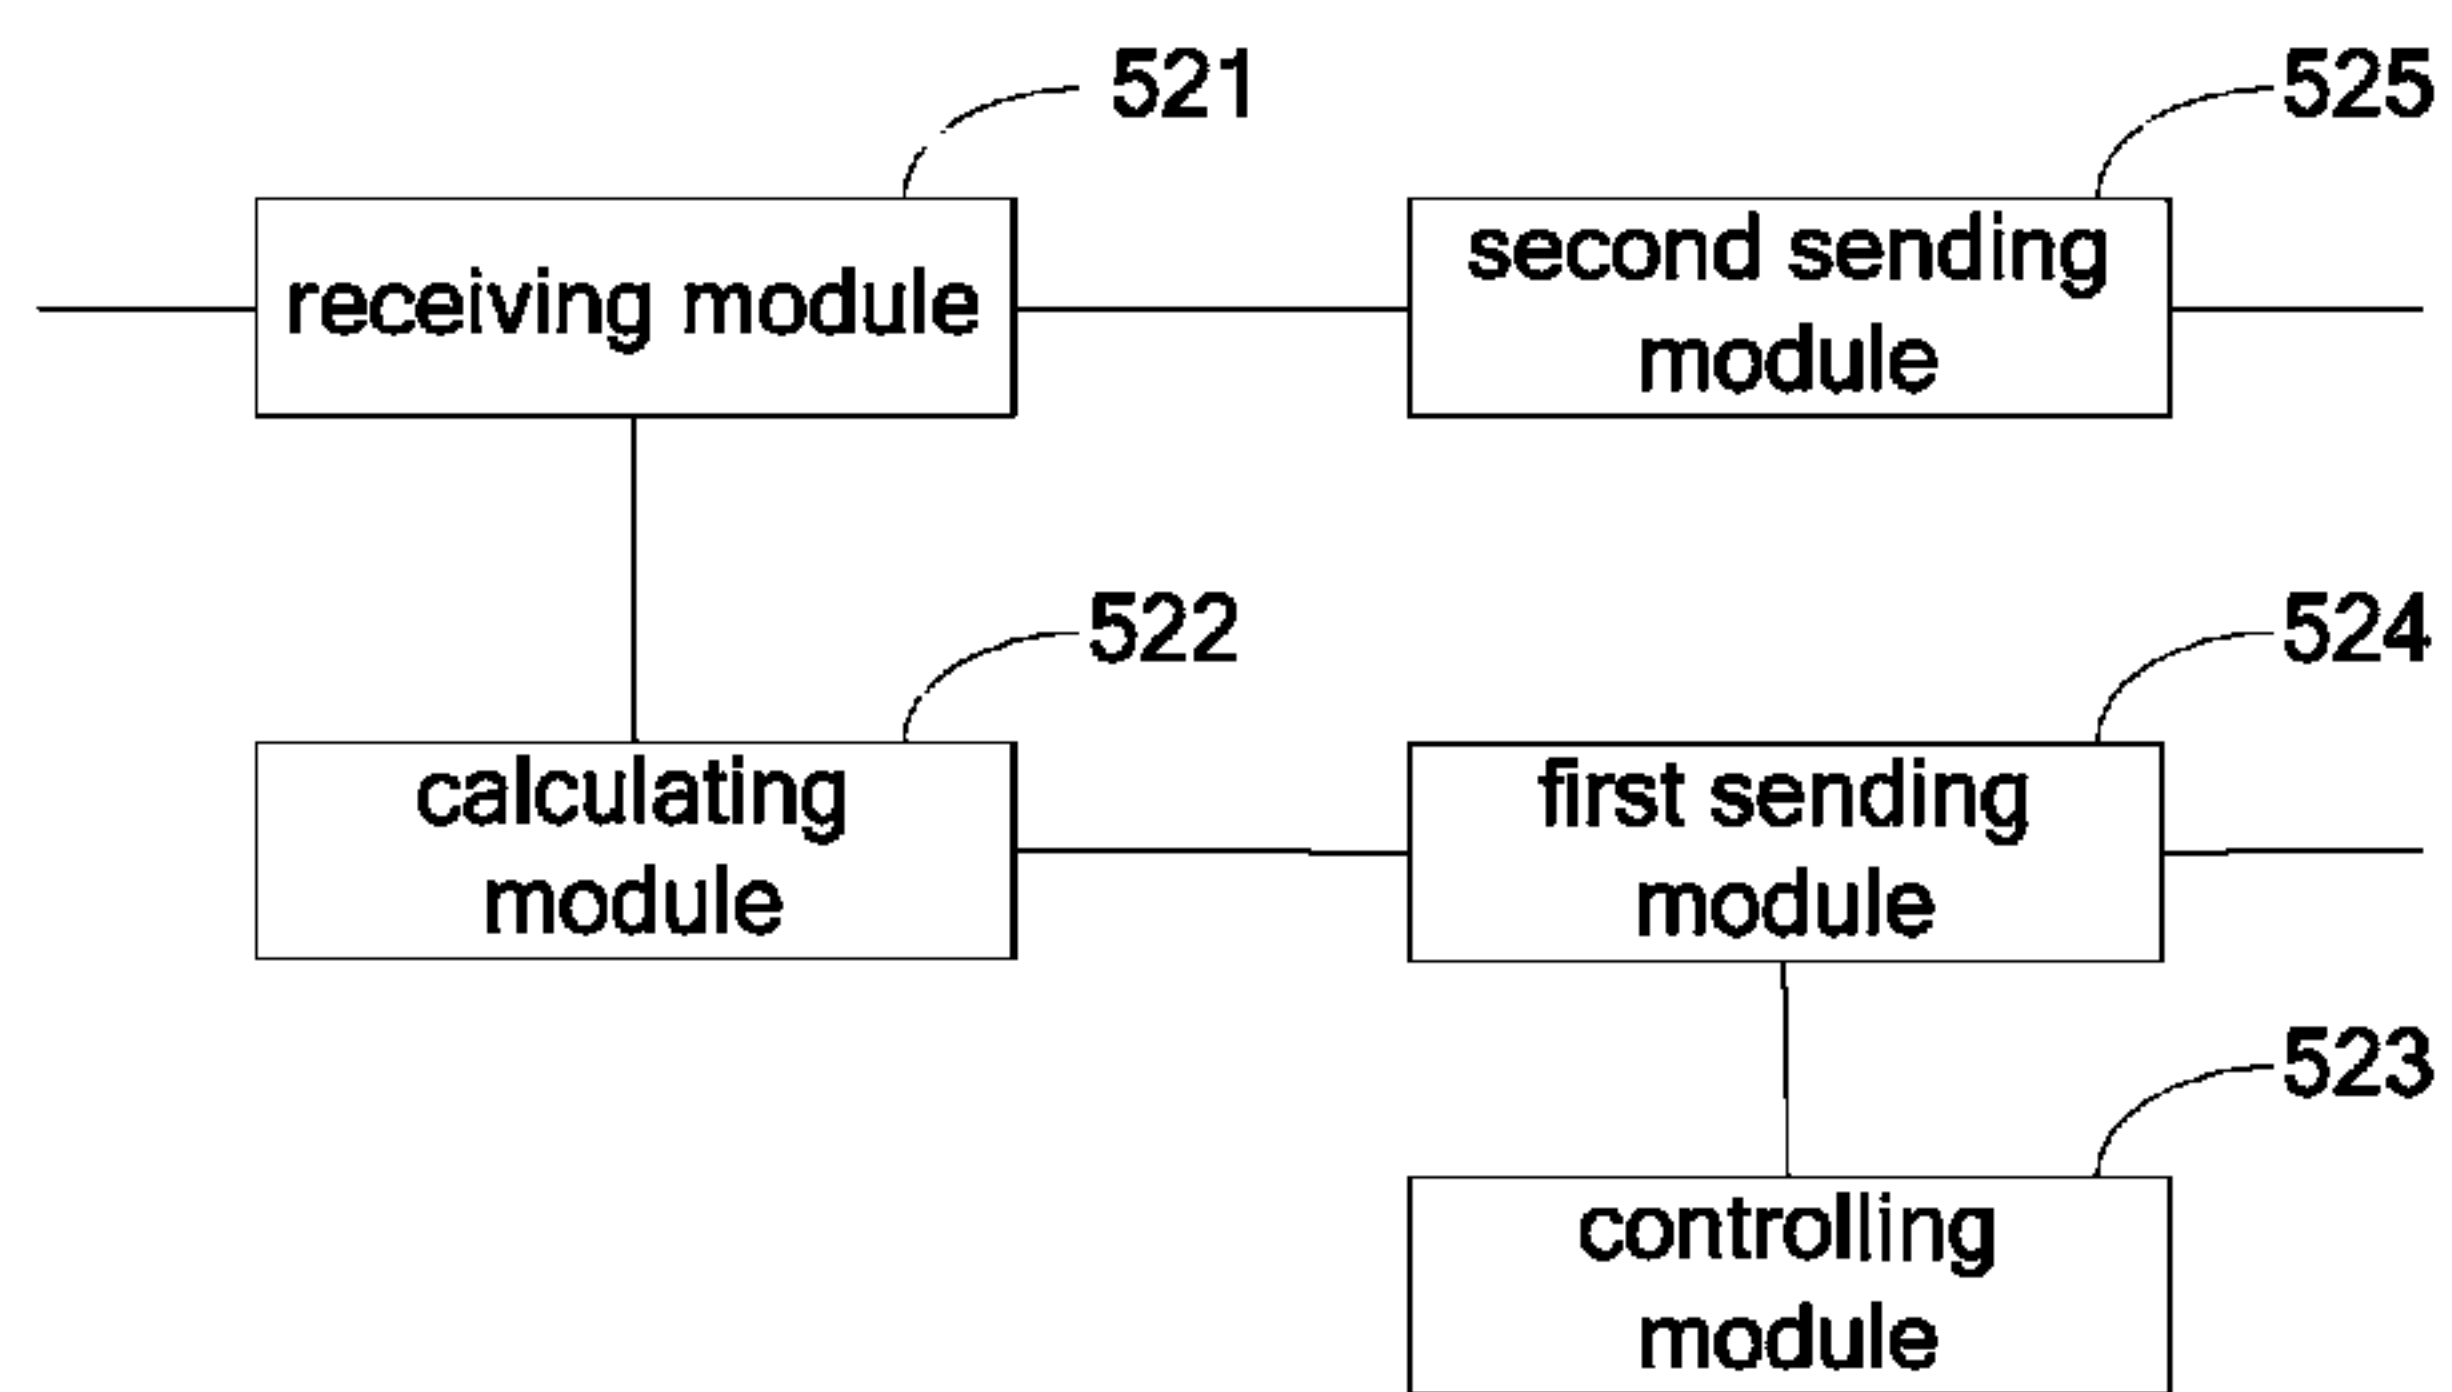 521
525
receiving module
second sending
module
522
524
calculating
module
first sending
module
523
controlling
module